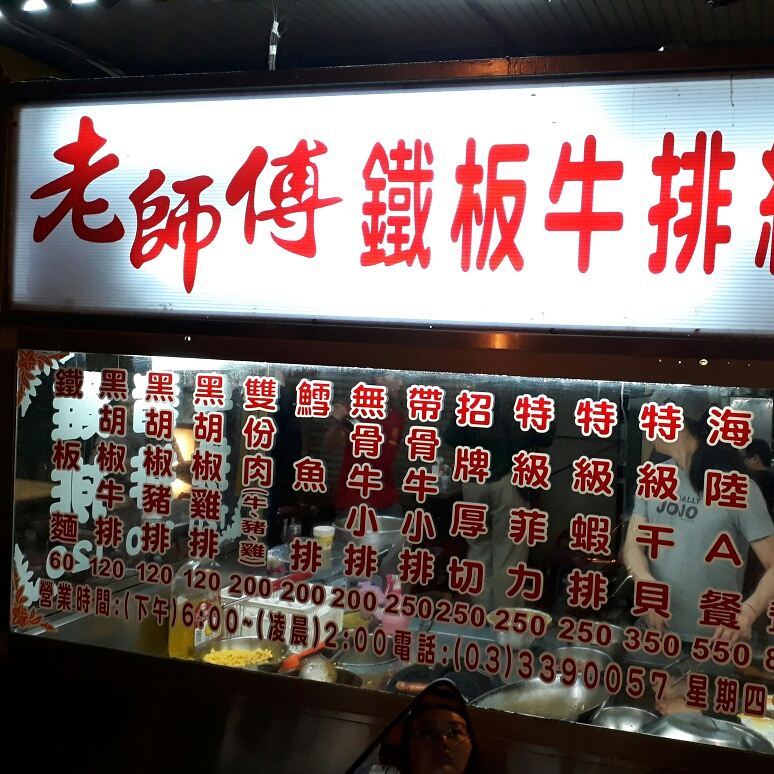 老師傅鐵板牛排
鐵板麵 60
黑胡椒牛排 120
黑胡椒豬排 120
黑胡椒雞排 120
雙份肉(牛、豬、雞) 200
鱈魚排 200
無骨牛小排 200
帶骨牛小排 250
招牌厚切 250
特級菲力 250
特級蝦排 250
特級干貝 350
海陸A餐 550
8
營業時間:(下午)6:00~(凌晨)2:00 電話:(03)3390057 星期四
JOJO